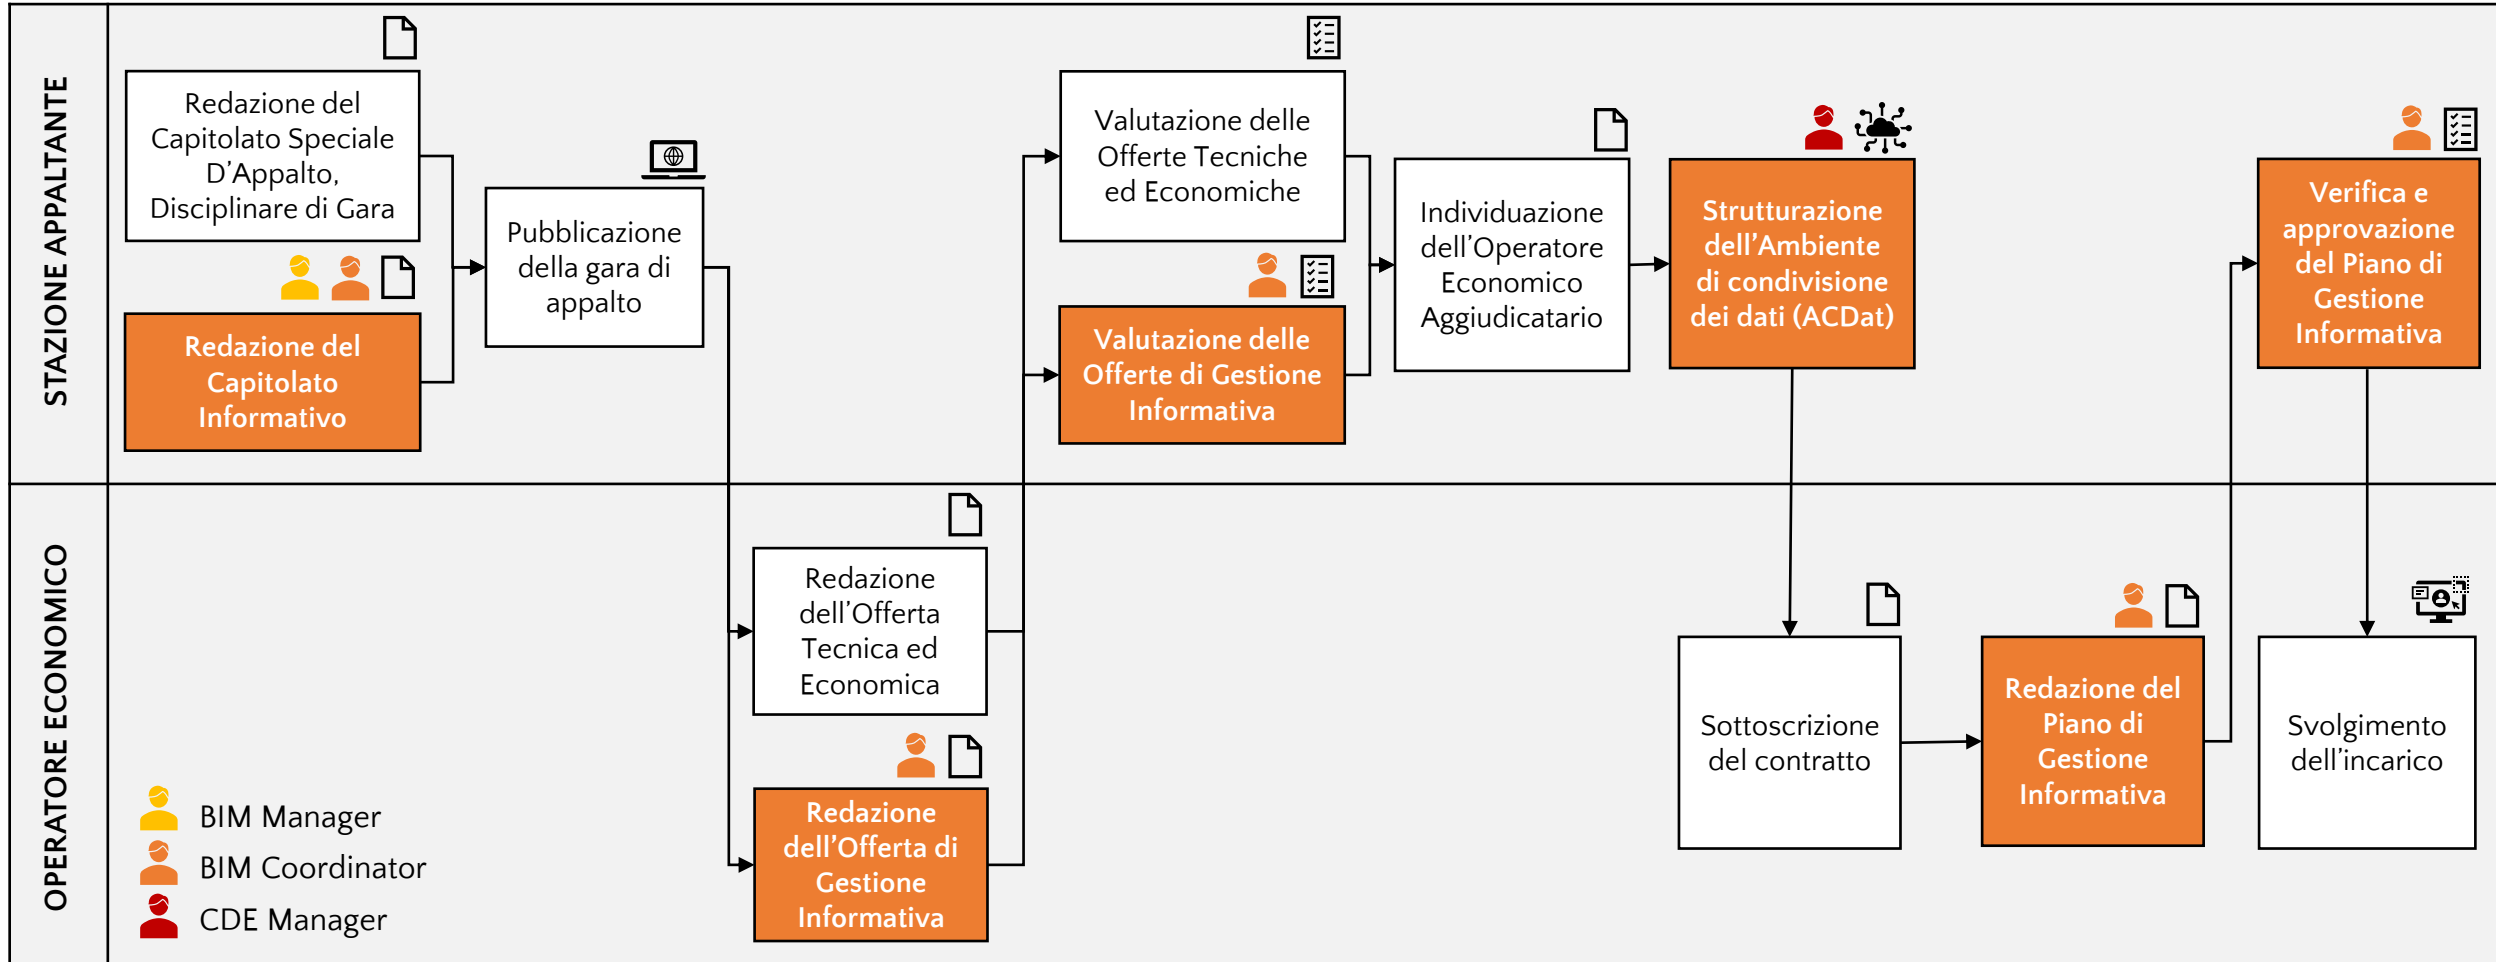 STAZIONE APPALTANTE
Redazione del
Capitolato Speciale
D’Appalto,
Disciplinare di Gara
Redazione del
Capitolato
Informativo
Pubblicazione
della gara di
appalto
Valutazione delle
Offerte Tecniche
ed Economiche
Valutazione delle
Offerte di Gestione
Informativa
Individuazione
dell’Operatore
Economico
Aggiudicatario
Strutturazione
dell’Ambiente
di condivisione
dei dati (ACDat)
Verifica e
approvazione
del Piano di
Gestione
Informativa
OPERATORE ECONOMICO
Redazione
dell’Offerta
Tecnica ed
Economica
Redazione
dell’Offerta di
Gestione
Informativa
Sottoscrizione
del contratto
Redazione del
Piano di
Gestione
Informativa
Svolgimento
dell’incarico
BIM Manager
BIM Coordinator
CDE Manager